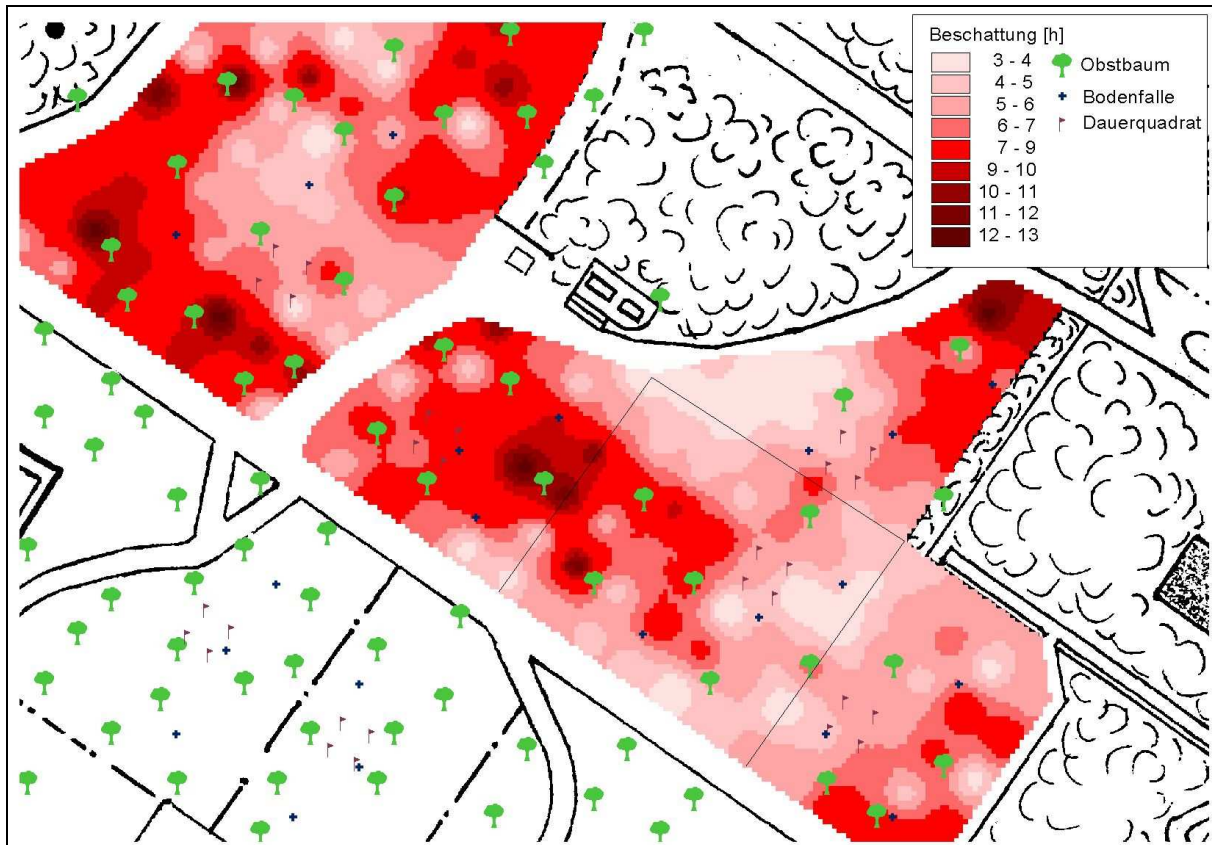 Beschattung [h]
3 - 4
4 - 5
5 - 6
6 - 7
7 - 9
9 - 10
10 - 11
11 - 12
12 - 13
Obstbaum
Bodenfalle
Dauerquadrat